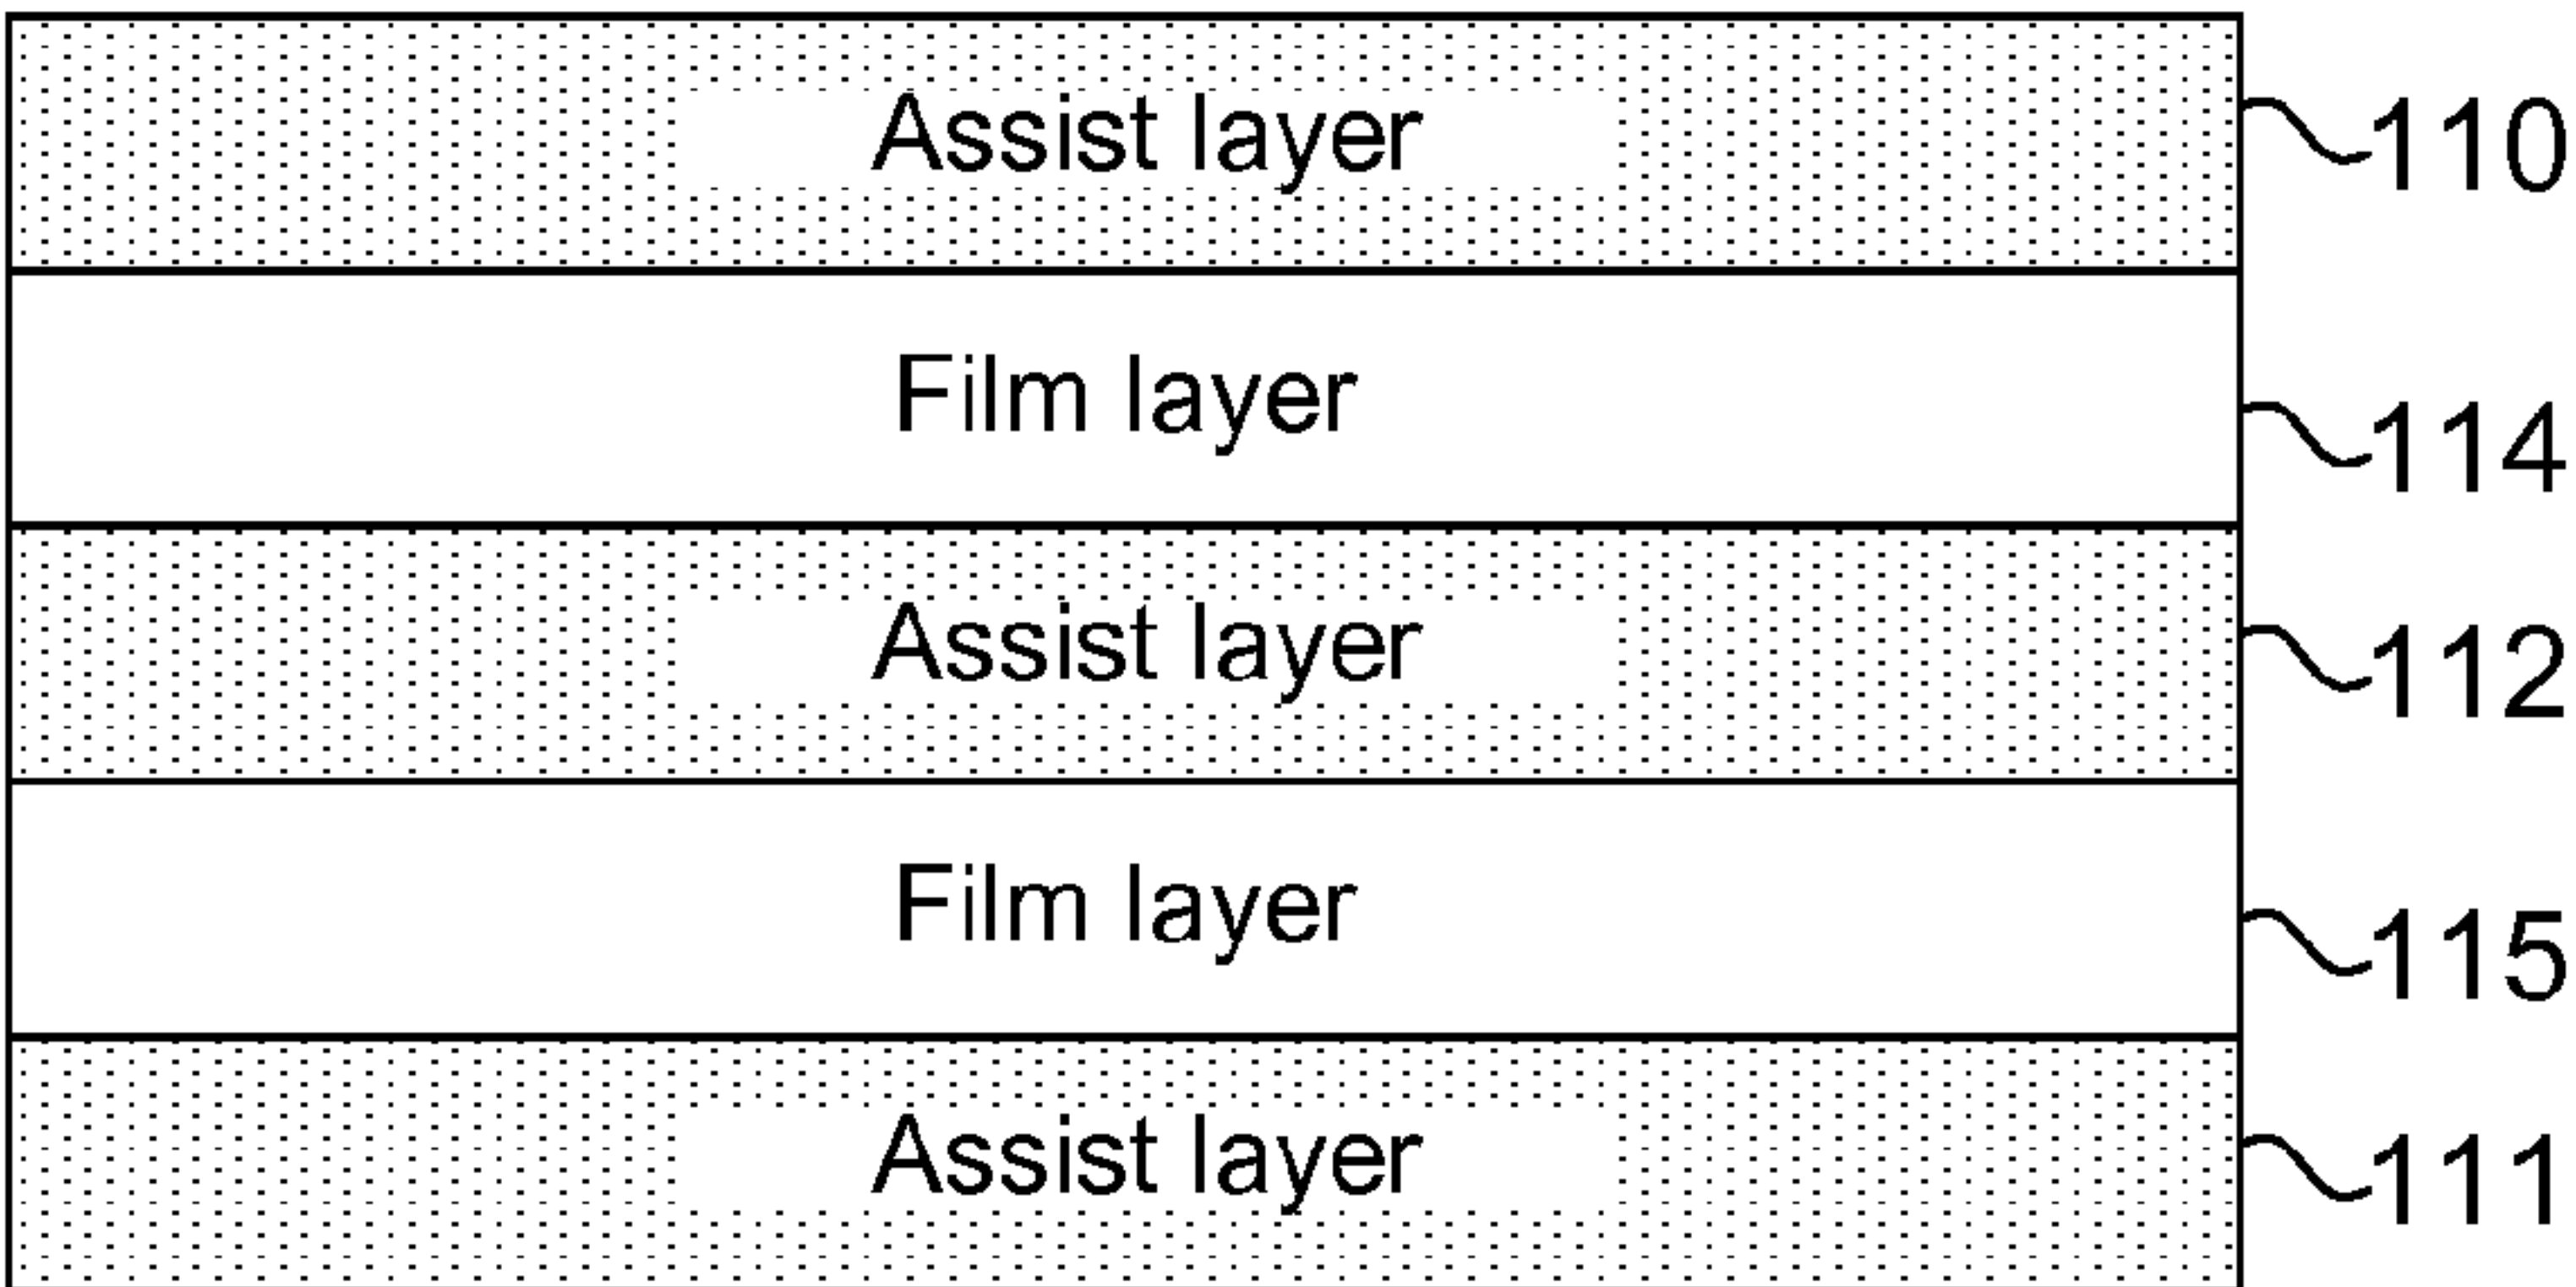 Assist layer 110
Film layer 114
Assist layer 112
Film layer 115
Assist layer 111